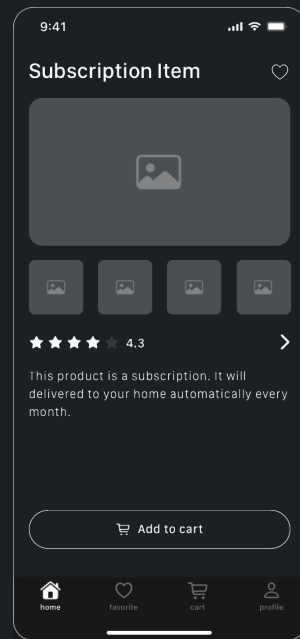 9:41
Subscription Item
4.3
This product is a subscription. It will
delivered to your home automatically every
month.
Add to cart
home favorite cart profile